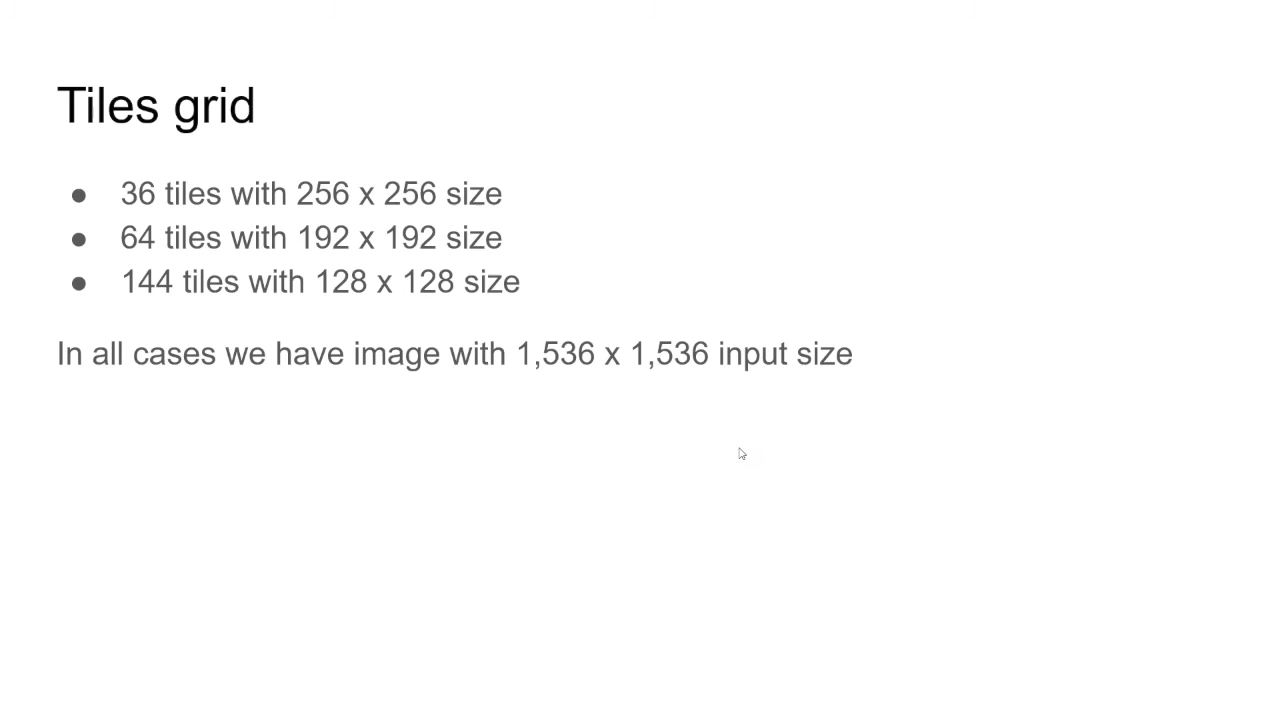 Tiles grid
● 36 tiles with 256 x 256 size
● 64 tiles with 192 x 192 size
● 144 tiles with 128 x 128 size
In all cases we have image with 1,536 x 1,536 input size